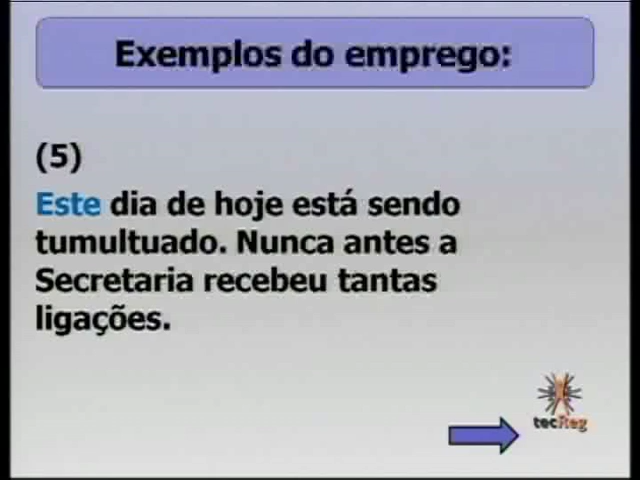 Exemplos do emprego:
(5)
Este dia de hoje está sendo
tumultuado. Nunca antes a
Secretaria recebeu tantas
ligações.
tecReg